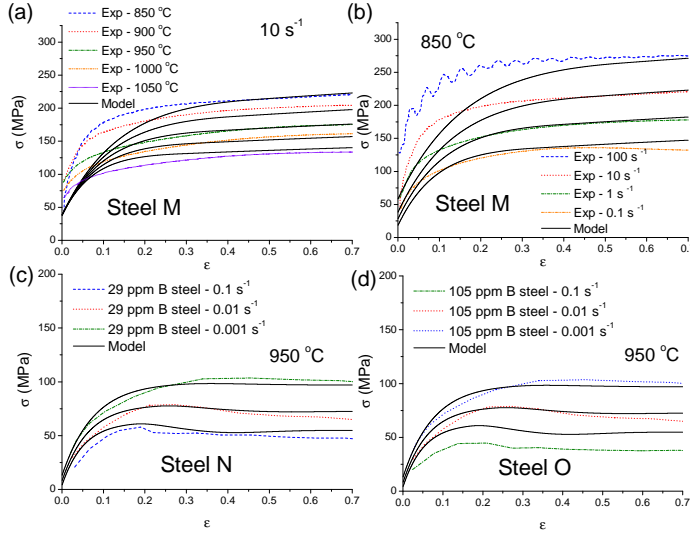 (a)
10 s⁻¹
Exp - 850 °C
Exp - 900 °C
Exp - 950 °C
Exp - 1000 °C
Exp - 1050 °C
Model
Steel M
σ (MPa)
300
250
200
150
100
50
0
0.0 0.1 0.2 0.3 0.4 0.5 0.6 0.7
ε
(b)
850 °C
Exp - 100 s⁻¹
Exp - 10 s⁻¹
Exp - 1 s⁻¹
Exp - 0.1 s⁻¹
Model
Steel M
σ (MPa)
300
250
200
150
100
50
0
0.0 0.1 0.2 0.3 0.4 0.5 0.6 0.7
ε
(c)
29 ppm B steel - 0.1 s⁻¹
29 ppm B steel - 0.01 s⁻¹
29 ppm B steel - 0.001 s⁻¹
Model
950 °C
Steel N
σ (MPa)
200
150
100
50
0
0.0 0.1 0.2 0.3 0.4 0.5 0.6 0.7
ε
(d)
105 ppm B steel - 0.1 s⁻¹
105 ppm B steel - 0.01 s⁻¹
105 ppm B steel - 0.001 s⁻¹
Model
950 °C
Steel O
σ (MPa)
200
150
100
50
0
0.0 0.1 0.2 0.3 0.4 0.5 0.6 0.7
ε